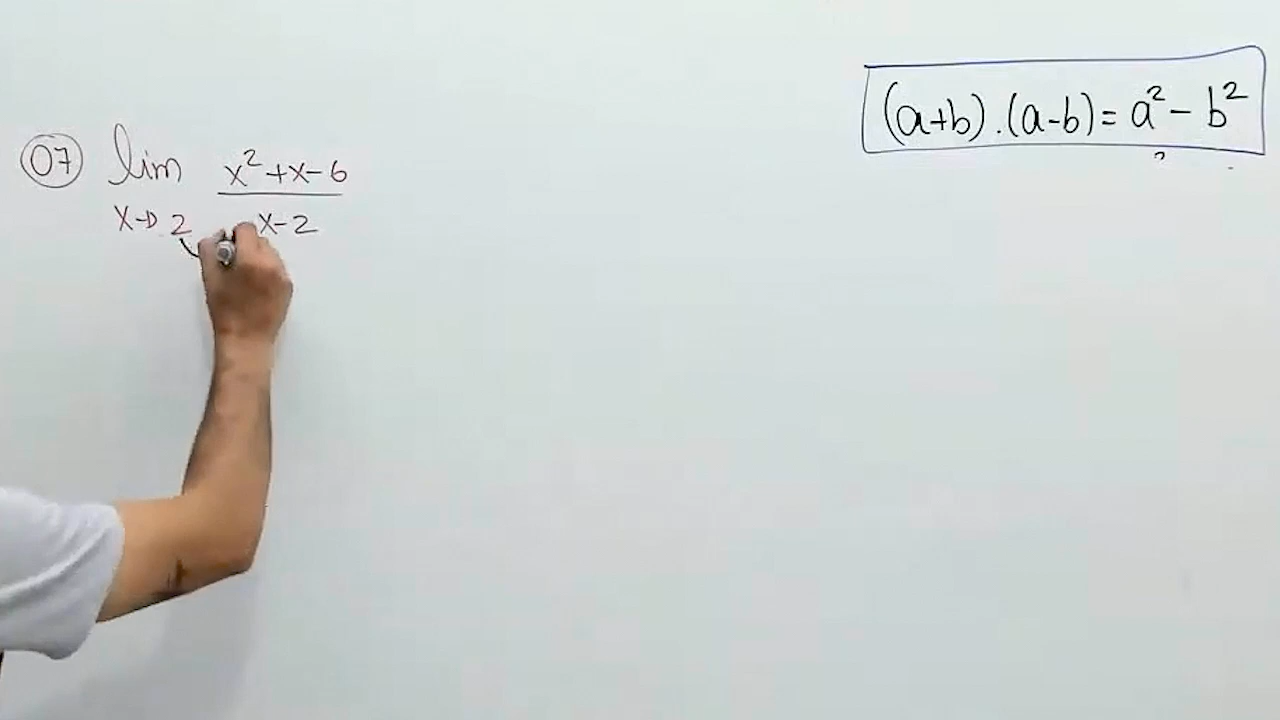 (a+b).(a-b)=a²-b²
07 lim x²+x-6
x→2 x-2